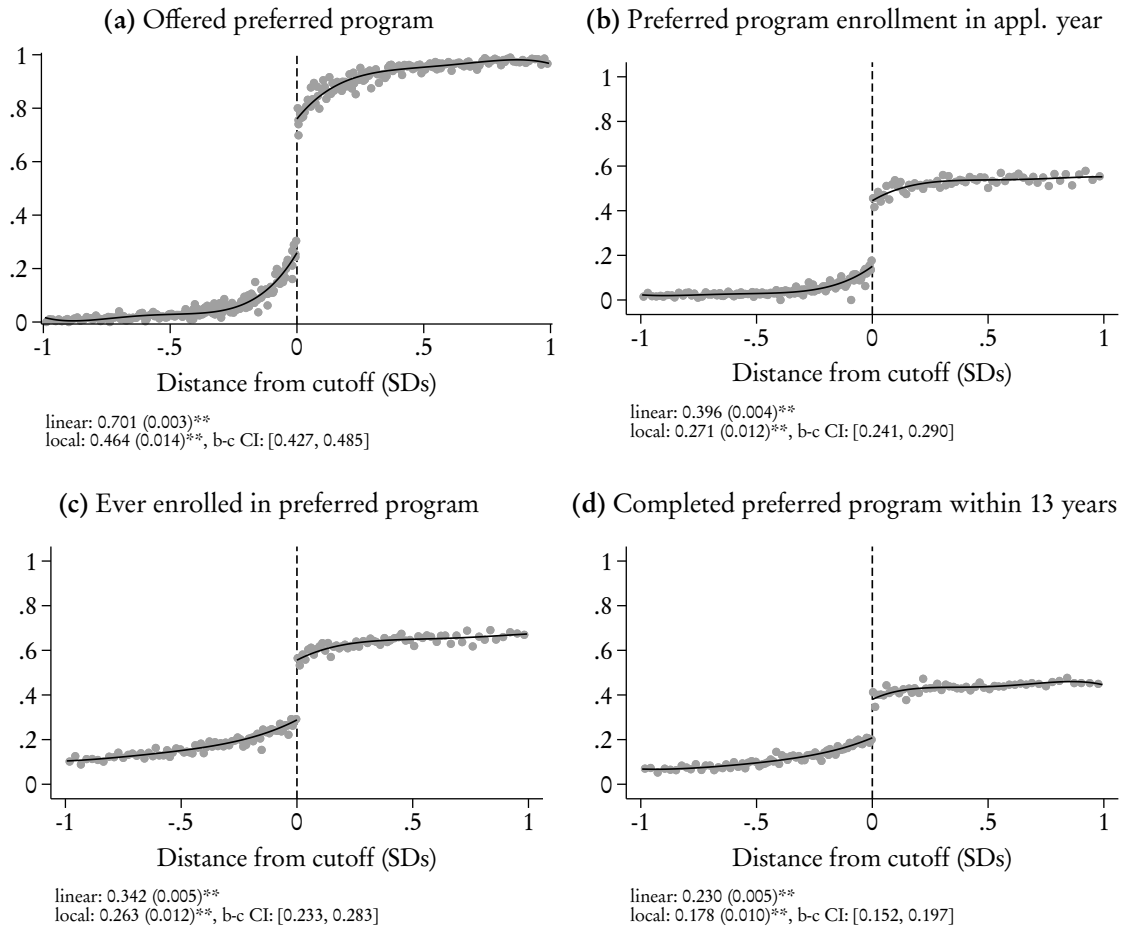 (a) Offered preferred program
1
.8
.6
.4
.2
0
-1 -.5 0 .5 1
Distance from cutoff (SDs)
linear: 0.701 (0.003)**
local: 0.464 (0.014)**, b-c CI: [0.427, 0.485]
(b) Preferred program enrollment in appl. year
1
.8
.6
.4
.2
0
-1 -.5 0 .5 1
Distance from cutoff (SDs)
linear: 0.396 (0.004)**
local: 0.271 (0.012)**, b-c CI: [0.241, 0.290]
(c) Ever enrolled in preferred program
1
.8
.6
.4
.2
0
-1 -.5 0 .5 1
Distance from cutoff (SDs)
linear: 0.342 (0.005)**
local: 0.263 (0.012)**, b-c CI: [0.233, 0.283]
(d) Completed preferred program within 13 years
1
.8
.6
.4
.2
0
-1 -.5 0 .5 1
Distance from cutoff (SDs)
linear: 0.230 (0.005)**
local: 0.178 (0.010)**, b-c CI: [0.152, 0.197]